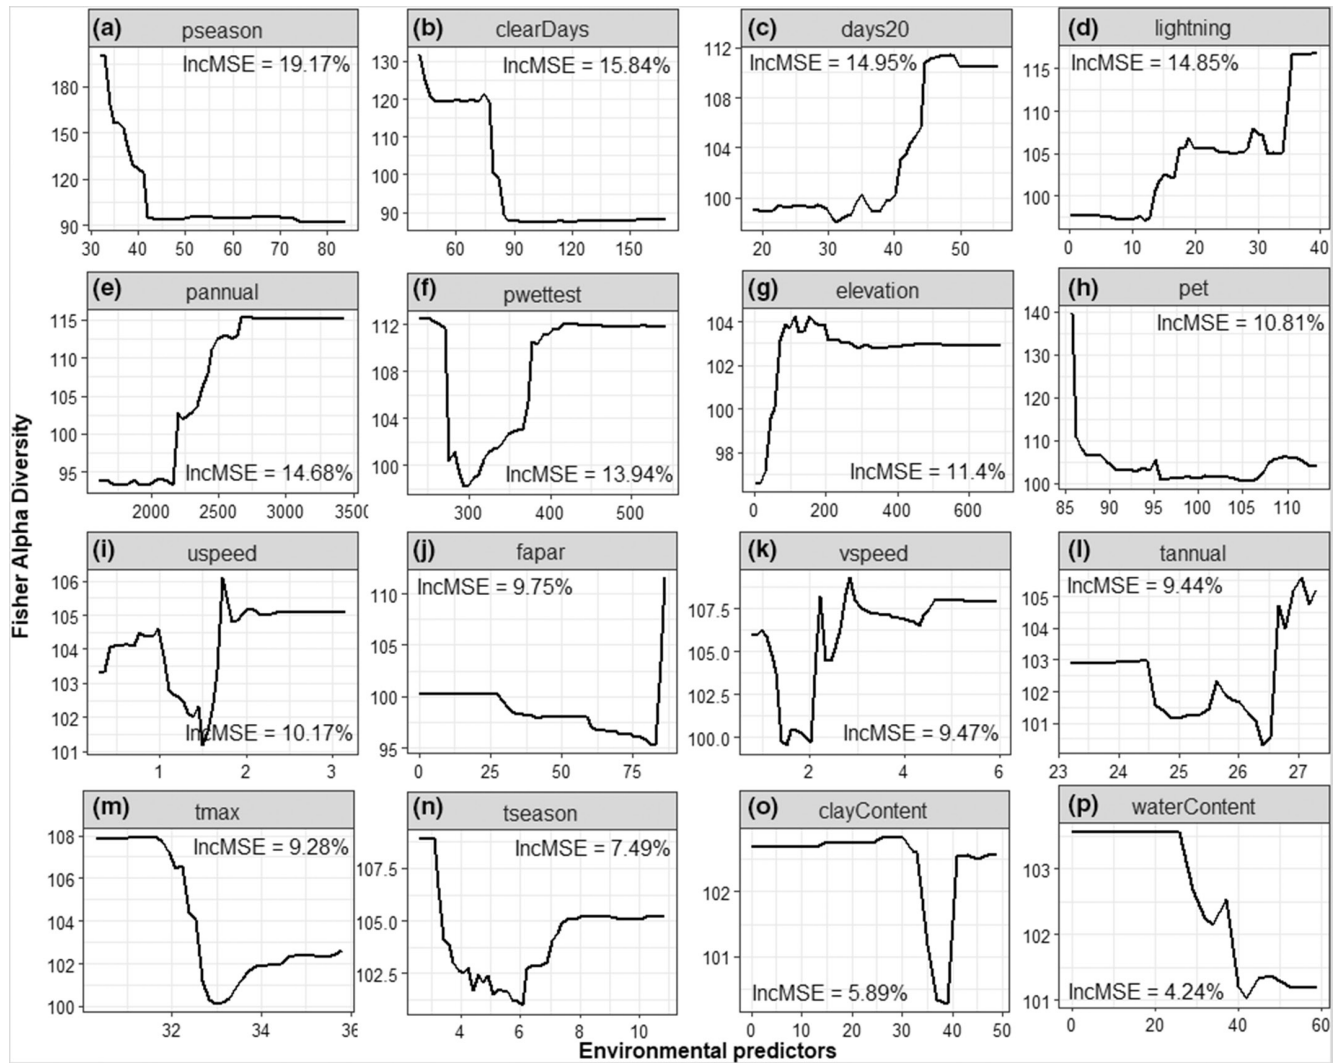 (a) pseason
IncMSE = 19.17%
180
150
120
90
30 40 50 60 70 80
(b) clearDays
IncMSE = 15.84%
130
120
110
100
90
60 90 120 150
(c) days20
IncMSE = 14.95%
112
108
104
100
20 30 40 50
(d) lightning
IncMSE = 14.85%
115
110
105
100
0 10 20 30 40
(e) pannual
115
110
105
100
95
IncMSE = 14.68%
2000 2500 3000 350
(f) pwettest
112
108
104
100
IncMSE = 13.94%
300 400 500
(g) elevation
104
102
100
98
IncMSE = 11.4%
0 200 400 600
(h) pet
IncMSE = 10.81%
140
130
120
110
100
85 90 95 100 105 110
Fisher Alpha Diversity
(i) uspeed
106
105
104
103
102
101
IncMSE = 10.17%
1 2 3
(j) fapar
IncMSE = 9.75%
110
105
100
95
0 25 50 75
(k) vspeed
107.5
105.0
102.5
100.0
IncMSE = 9.47%
2 4 6
(l) tannual
IncMSE = 9.44%
105
104
103
102
101
23 24 25 26 27
(m) tmax
IncMSE = 9.28%
108
106
104
102
100
32 34 36
(n) tseason
IncMSE = 7.49%
107.5
105.0
102.5
4 6 8 10
(o) clayContent
102
101
IncMSE = 5.89%
0 10 20 30 40 50
(p) waterContent
103
102
101
IncMSE = 4.24%
0 20 40 60
Environmental predictors